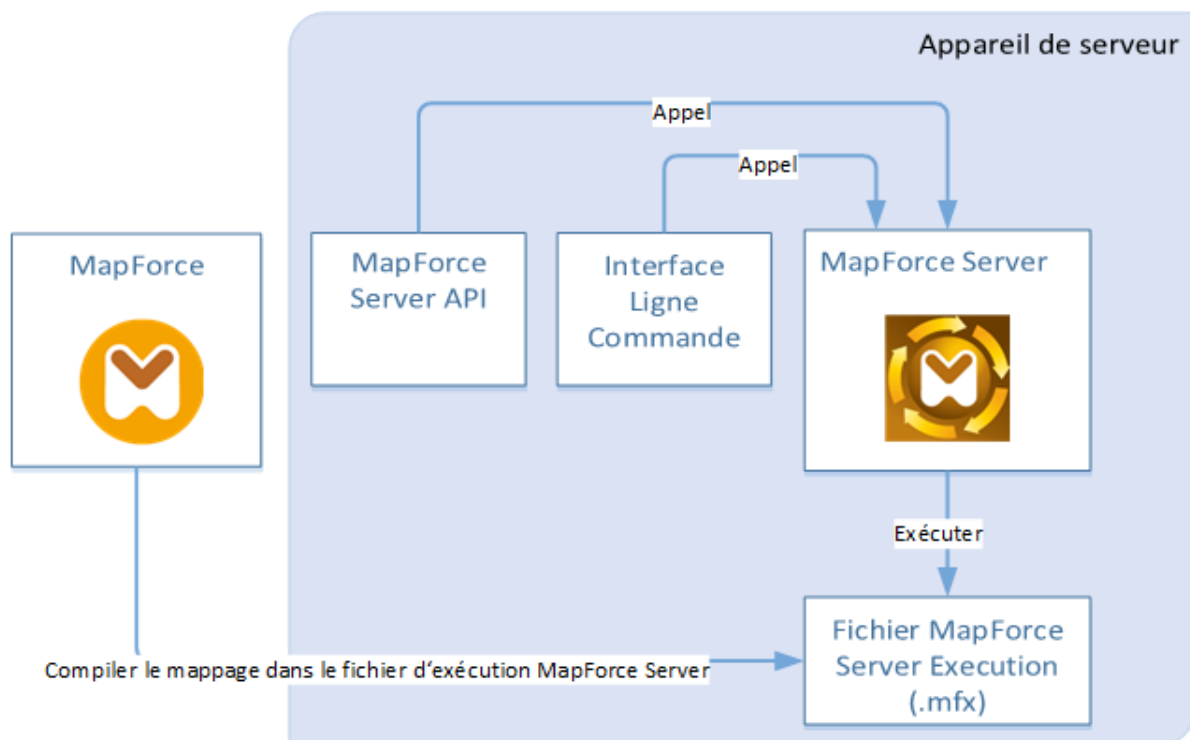 Appareil de serveur
Appel
Appel
MapForce
MapForce
Server API
Interface
Ligne
Commande
MapForce Server
Exécuter
Fichier MapForce
Server Execution
(.mfx)
Compiler le mappage dans le fichier d‘exécution MapForce Server